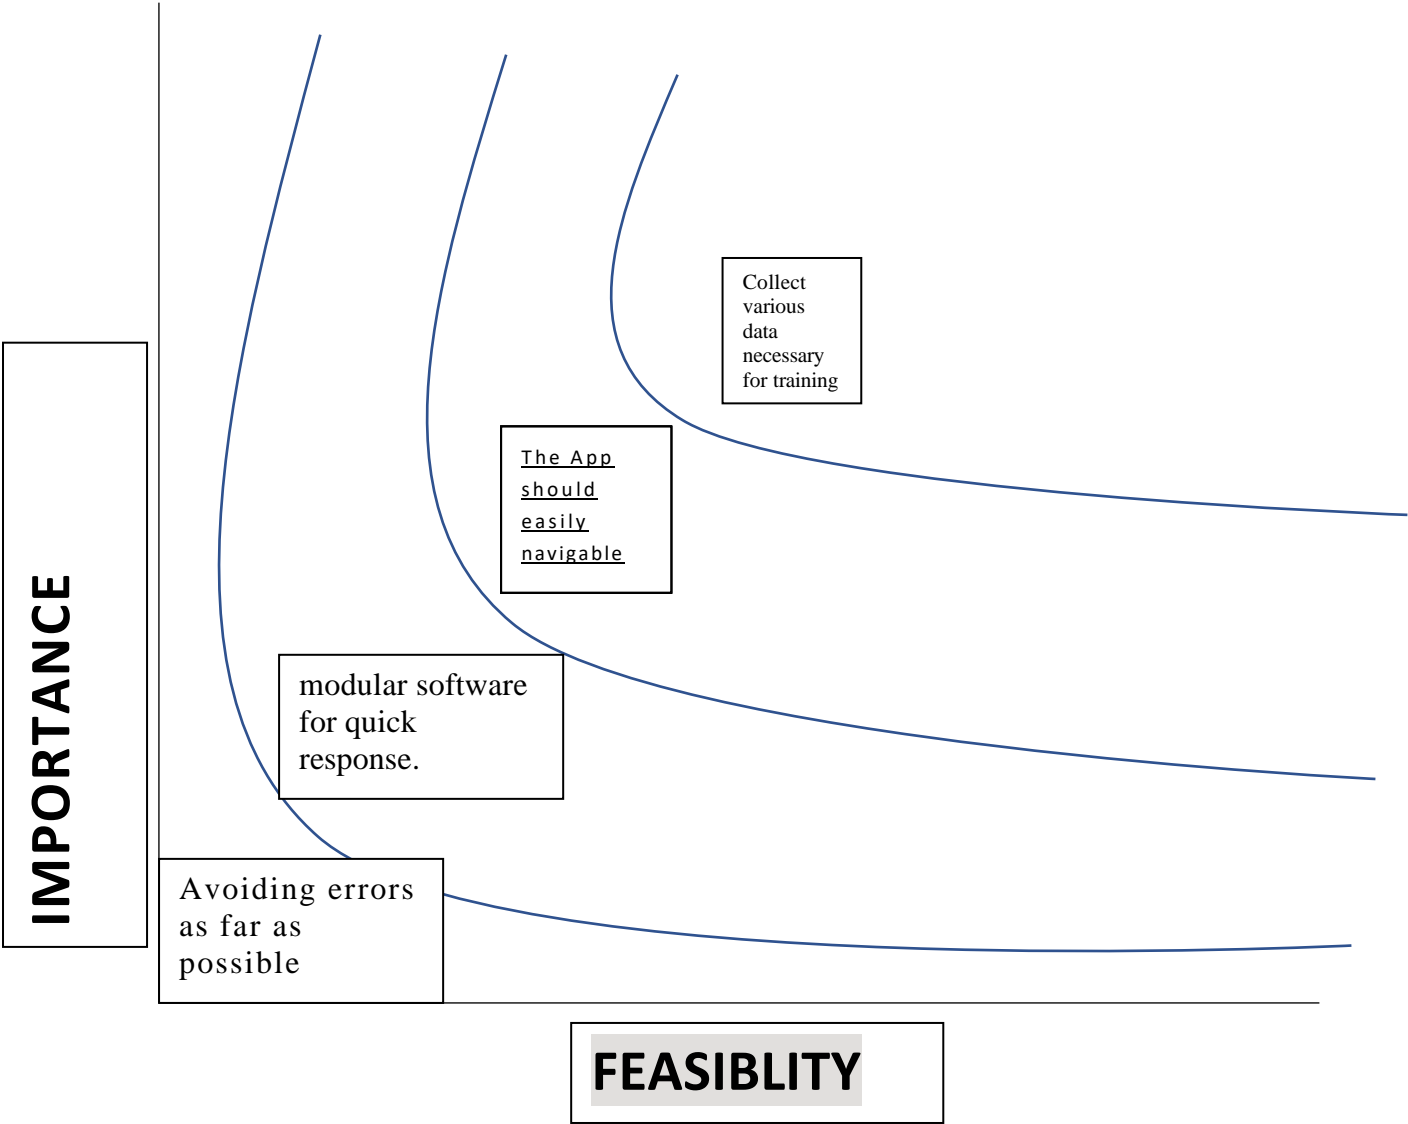 Collect
various
data
necessary
for training
The App
should
easily
navigable
modular software
for quick
response.
Avoiding errors
as far as
possible
IMPORTANCE
FEASIBLITY